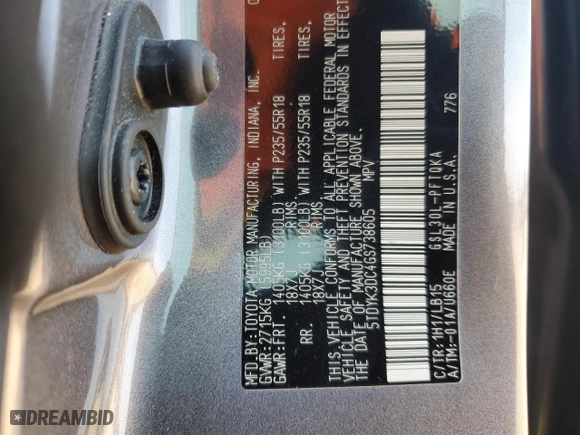 MFD BY:TOYOTA MOTOR MANUFACTURING, INDIANA, INC.
GVWR:2715KG (5995LB)
GAWR:FRT. 1405KG (3100LB) WITH P235/55R18 TIRES,
18X7J RIMS,
RR. 1405KG (3100LB) WITH P235/55R18 TIRES,
18X7J RIMS,
THIS VEHICLE CONFORMS TO ALL APPLICABLE FEDERAL MOTOR
VEHICLE SAFETY AND THEFT PREVENTION STANDARDS IN EFFECT ON
THE DATE OF MANUFACTURE SHOWN ABOVE.
5TDYK3DC4GS738605 MPV
C/TR:1H1/LB15 GSL30L-PFTQKA
A/TM:-01A/U660E MADE IN U.S.A. 776
DREAMBID